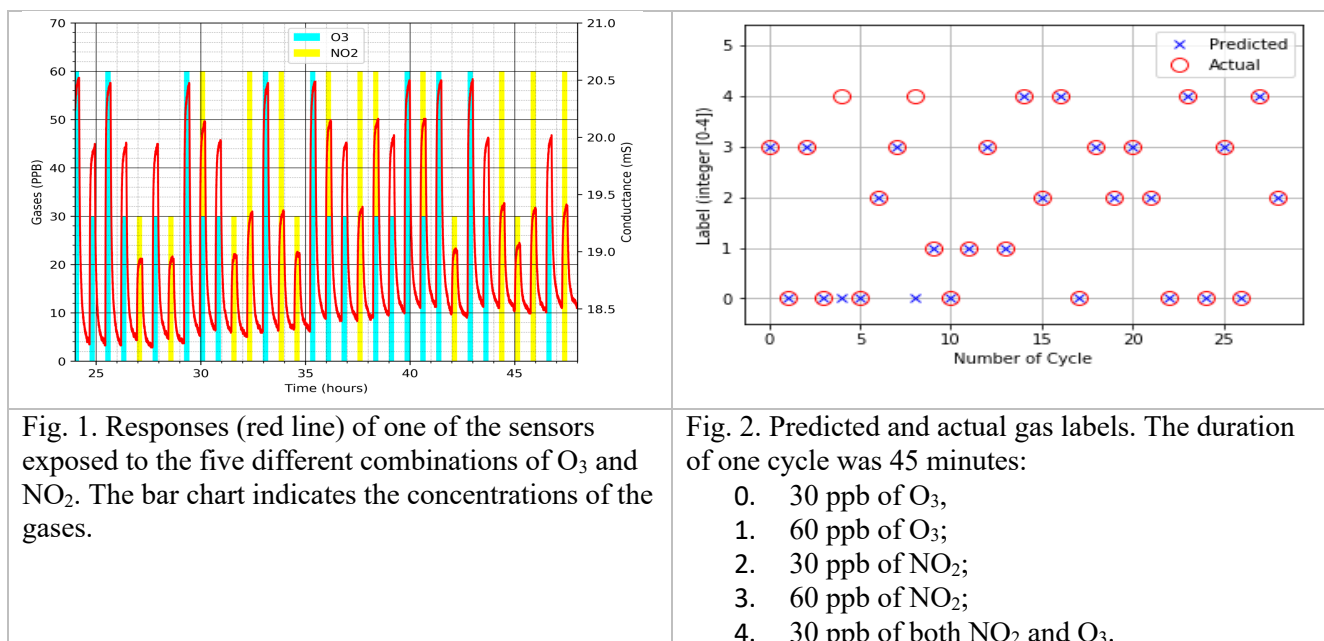 70
60
50
40
30
20
10
0
Gases (PPB)
O3
NO2
21.0
20.5
20.0
19.5
19.0
18.5
Conductance (mS)
25
30
35
40
45
Time (hours)
5
4
3
2
1
0
Label (integer [0-4])
Predicted
Actual
0
5
10
15
20
25
Number of Cycle
Fig. 1. Responses (red line) of one of the sensors
exposed to the five different combinations of O3 and
NO2. The bar chart indicates the concentrations of the
gases.
Fig. 2. Predicted and actual gas labels. The duration
of one cycle was 45 minutes:
0. 30 ppb of O3,
1. 60 ppb of O3;
2. 30 ppb of NO2;
3. 60 ppb of NO2;
4. 30 ppb of both NO2 and O3.